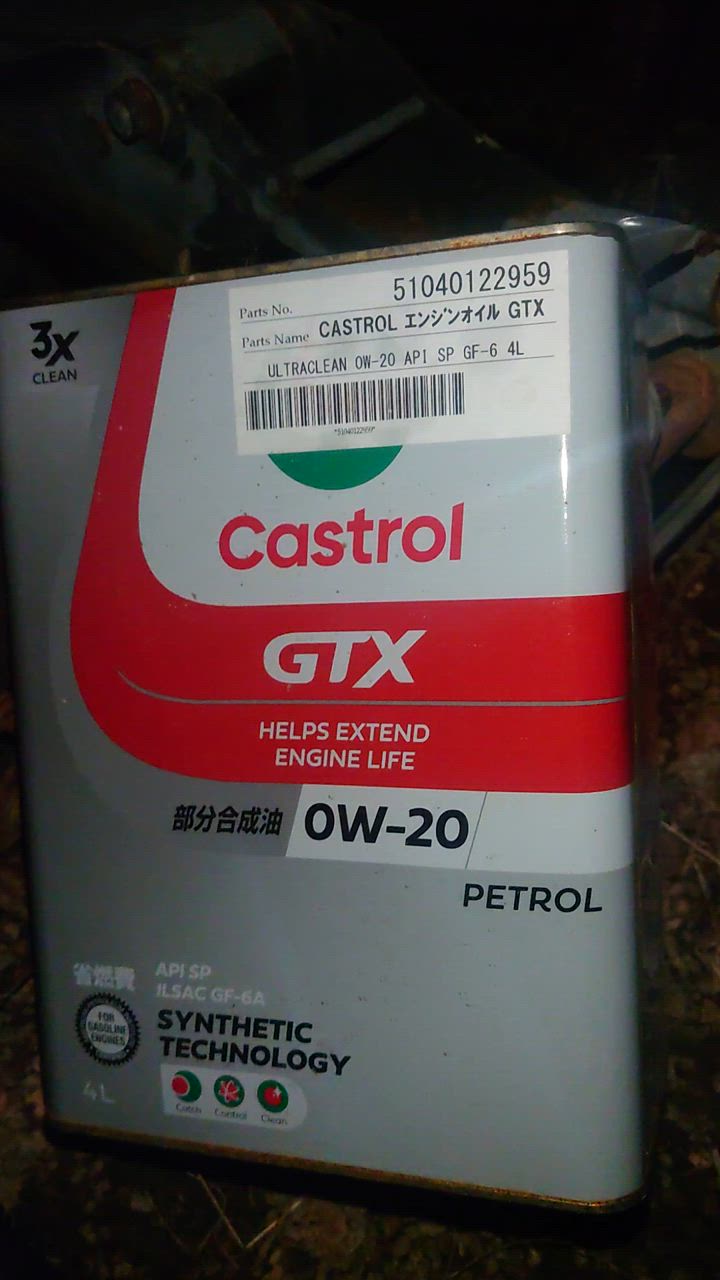 3X
CLEAN
Parts No. 51040122959
Parts Name CASTROL エンジンオイル GTX
ULTRACLEAN 0W-20 API SP GF-6 4L
*51040122959*
Castrol
GTX
HELPS EXTEND
ENGINE LIFE
部分合成油 0W-20
PETROL
省燃費
API SP
ILSAC GF-6A
FOR
GASOLINE
ENGINES
SYNTHETIC
TECHNOLOGY
4L
Catch Control Clean